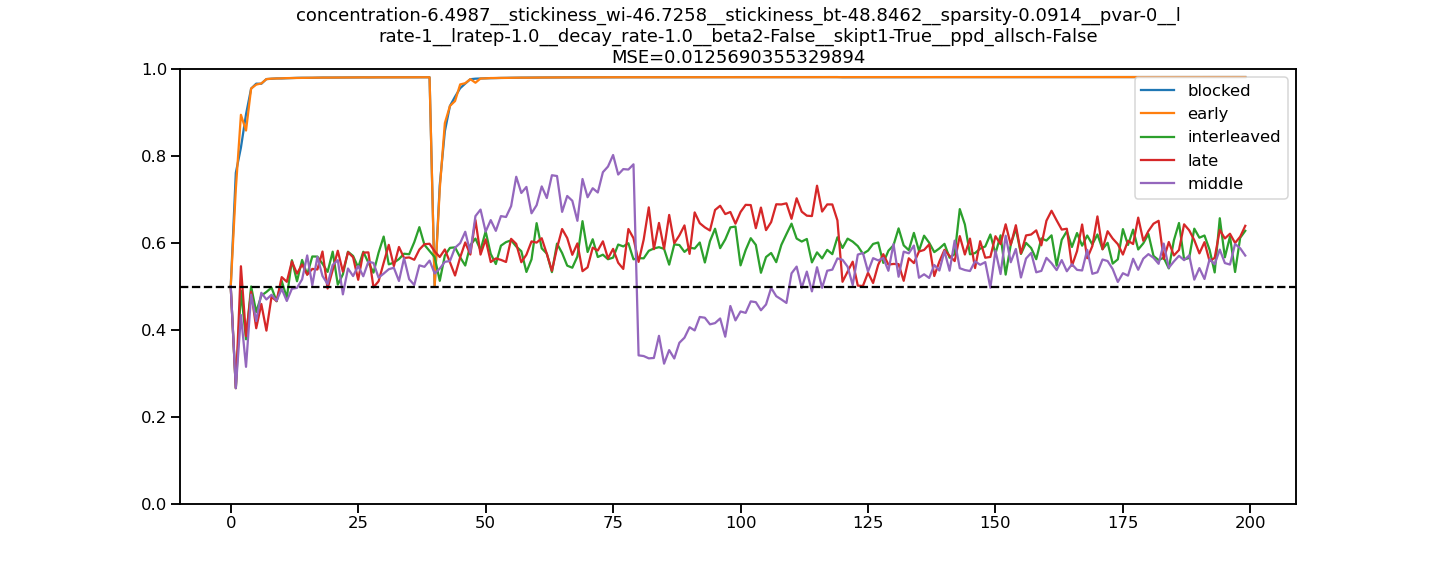 concentration-6.4987__stickiness_wi-46.7258__stickiness_bt-48.8462__sparsity-0.0914__pvar-0__l
rate-1__lratep-1.0__decay_rate-1.0__beta2-False__skipt1-True__ppd_allsch-False
MSE=0.0125690355329894
1.0
0.8
0.6
0.4
0.2
0.0
0 25 50 75 100 125 150 175 200
blocked
early
interleaved
late
middle